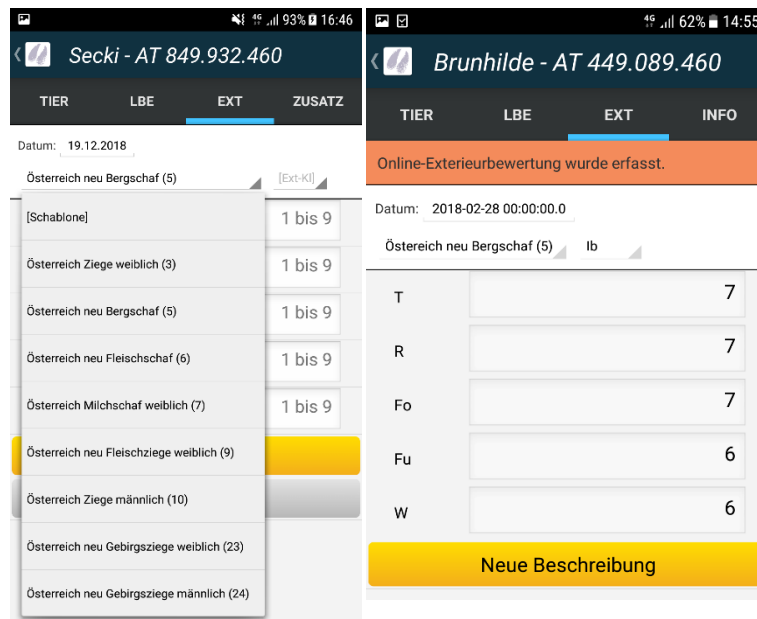 4G 93% 16:46
Secki - AT 849.932.460
TIER LBE EXT ZUSATZ
Datum: 19.12.2018
Österreich neu Bergschaf (5) [Ext-Kl]
[Schablone] 1 bis 9
Österreich Ziege weiblich (3) 1 bis 9
Österreich neu Bergschaf (5) 1 bis 9
Österreich neu Fleischschaf (6) 1 bis 9
Österreich Milchschaf weiblich (7) 1 bis 9
Österreich neu Fleischziege weiblich (9)
Österreich Ziege männlich (10)
Österreich neu Gebirgsziege weiblich (23)
Österreich neu Gebirgsziege männlich (24)
4G 62% 14:55
Brunhilde - AT 449.089.460
TIER LBE EXT INFO
Online-Exterieurbewertung wurde erfasst.
Datum: 2018-02-28 00:00:00.0
Östereich neu Bergschaf (5) Ib
T 7
R 7
Fo 7
Fu 6
W 6
Neue Beschreibung